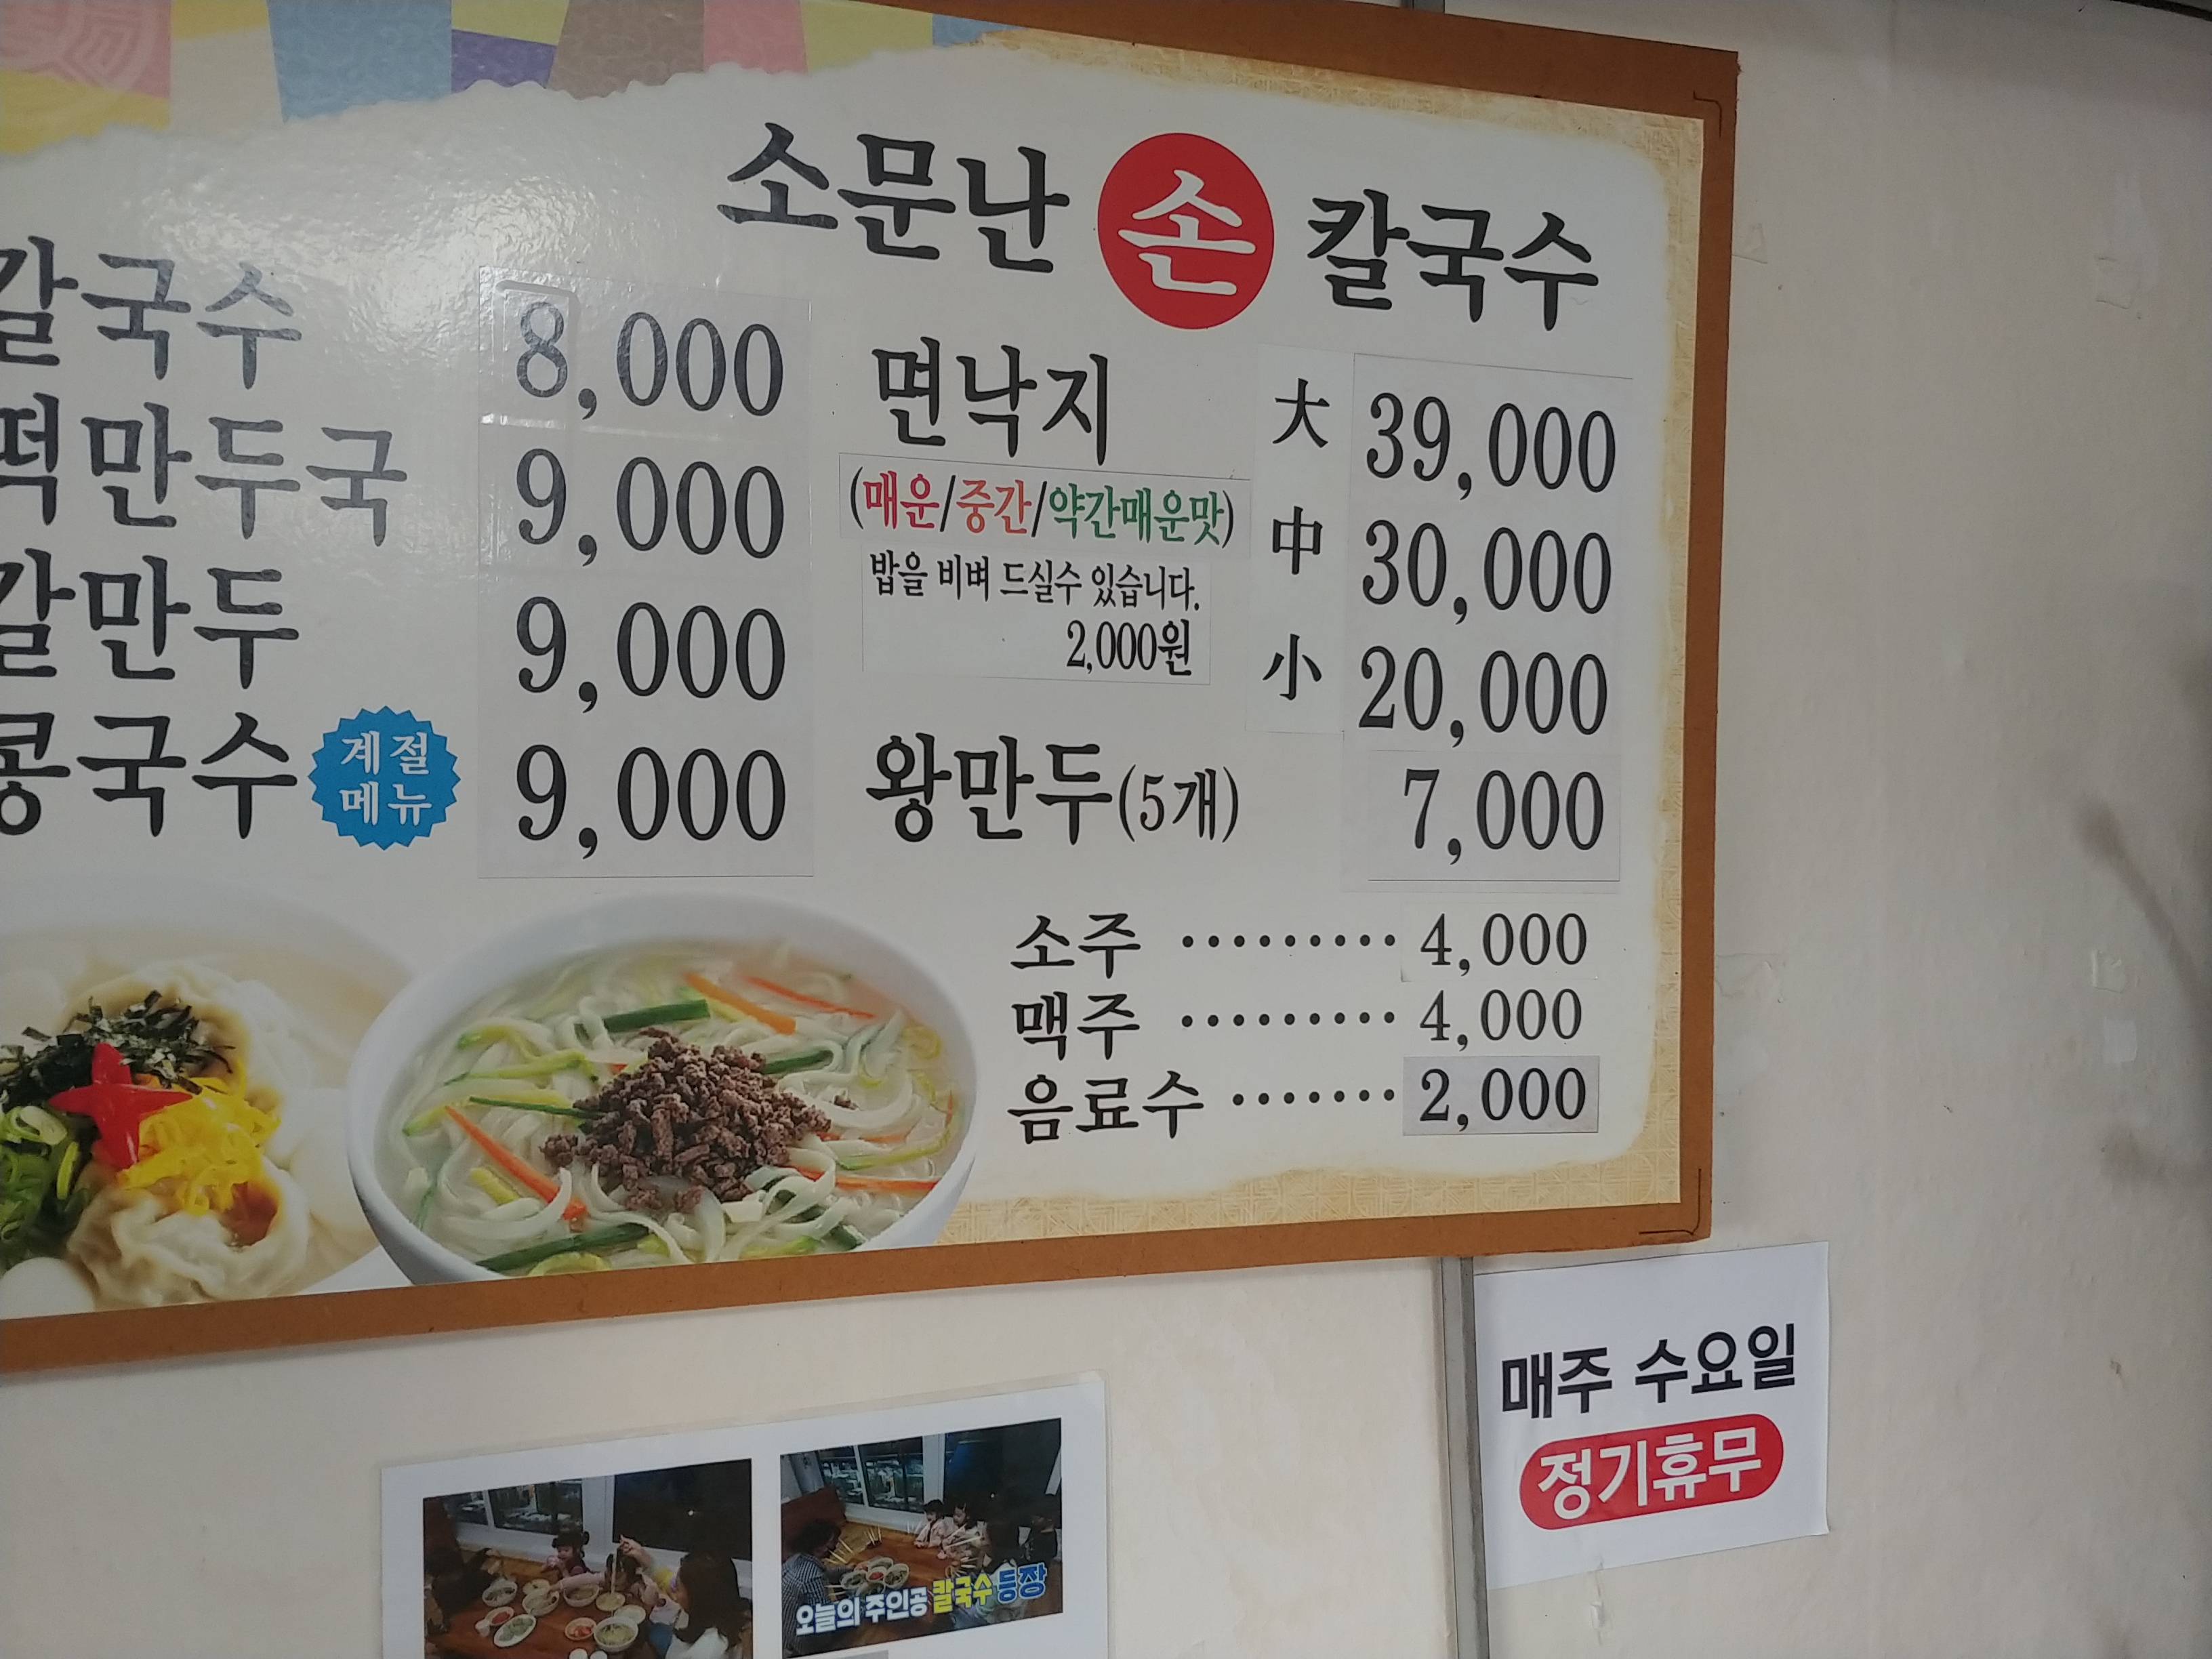 소문난 손 칼국수
칼국수 8,000
떡만두국 9,000
칼만두 9,000
콩국수 계절메뉴 9,000
면낙지
(매운/중간/약간매운맛)
밥을 비벼 드실수 있습니다.
2,000원
大 39,000
中 30,000
小 20,000
왕만두(5개) 7,000
소주 ········· 4,000
맥주 ········· 4,000
음료수 ······· 2,000
매주 수요일
정기휴무
오늘의 주인공 칼국수 등장